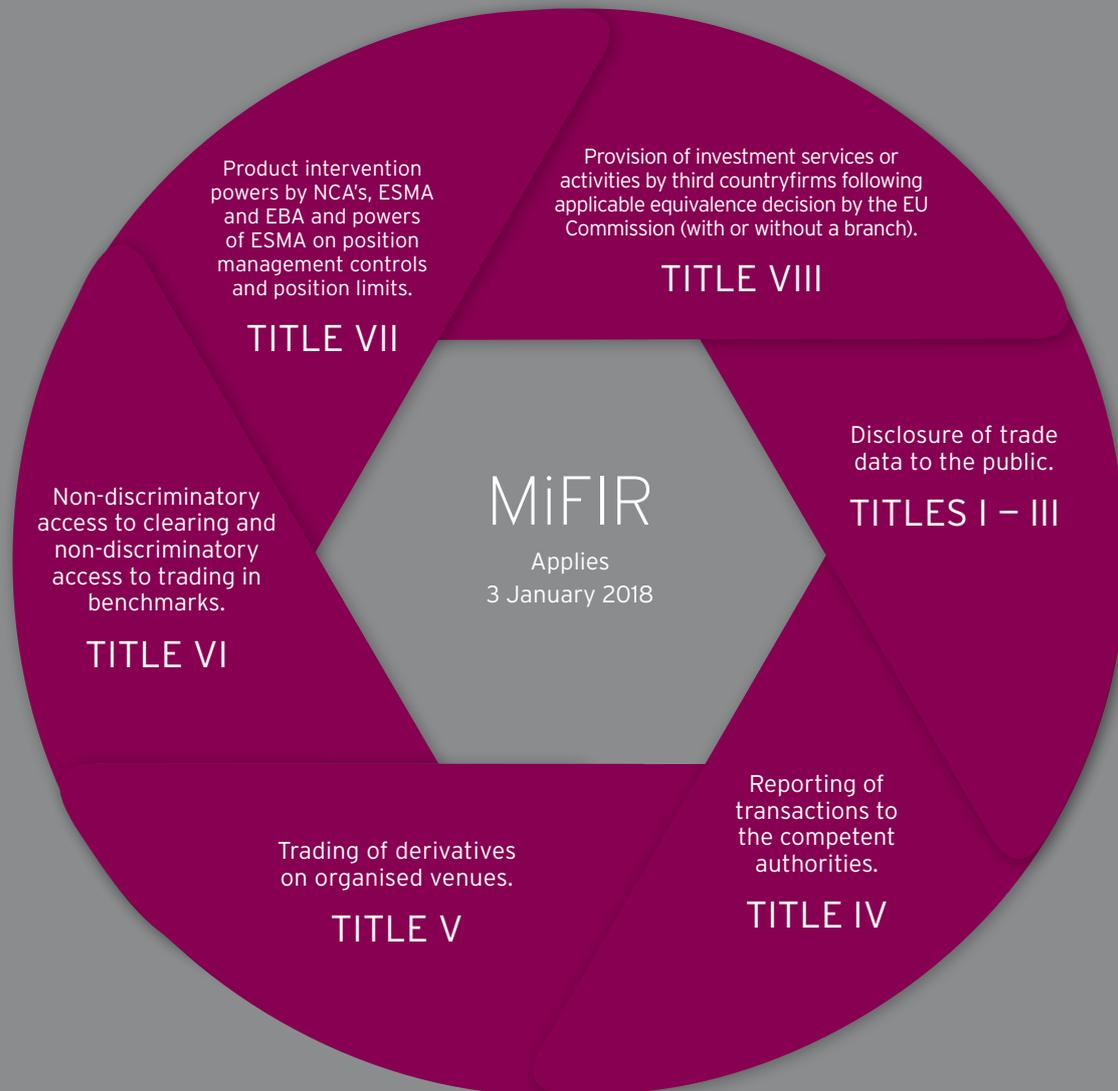 Product intervention
powers by NCA's, ESMA
and EBA and powers
of ESMA on position
management controls
and position limits.
TITLE VII
Provision of investment services or
activities by third countryfirms following
applicable equivalence decision by the EU
Commission (with or without a branch).
TITLE VIII
Disclosure of trade
data to the public.
TITLES I – III
MiFIR
Applies
3 January 2018
Non-discriminatory
access to clearing and
non-discriminatory
access to trading in
benchmarks.
TITLE VI
Reporting of
transactions to
the competent
authorities.
TITLE IV
Trading of derivatives
on organised venues.
TITLE V